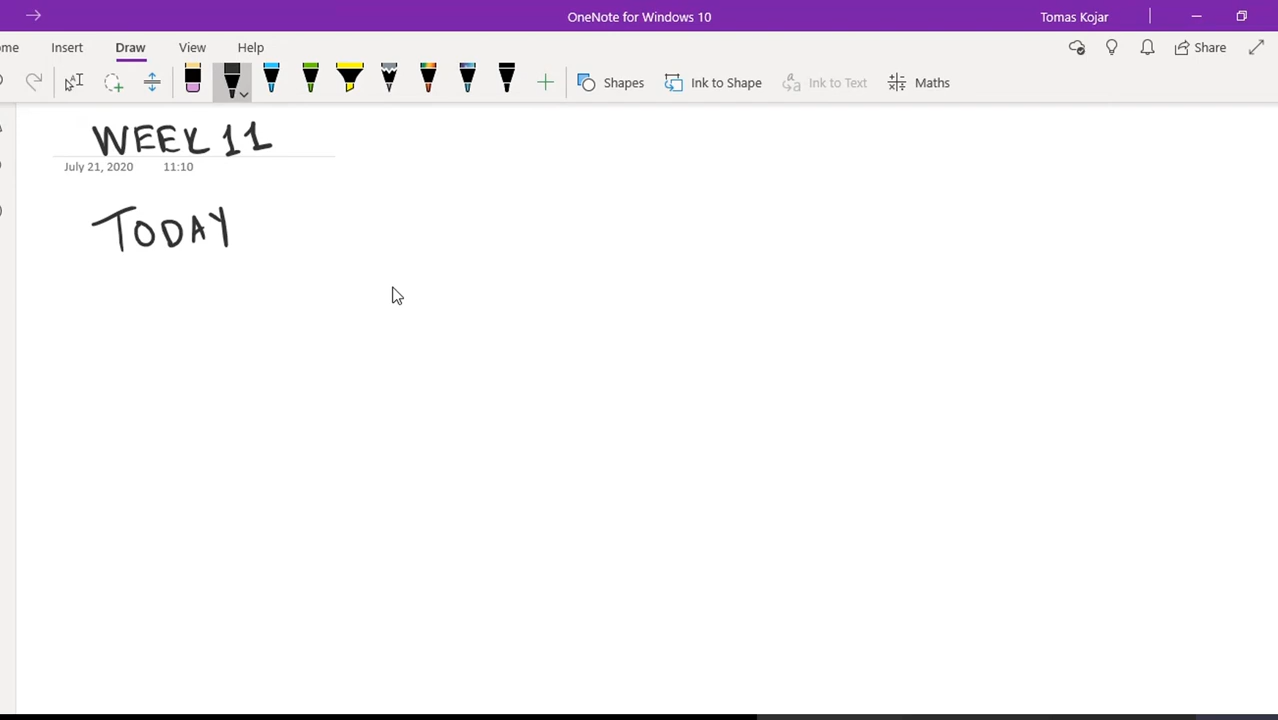 OneNote for Windows 10
Tomas Kojar
ome Insert Draw View Help
Share
Shapes Ink to Shape Ink to Text Maths
WEEK 11
July 21, 2020 11:10
TODAY